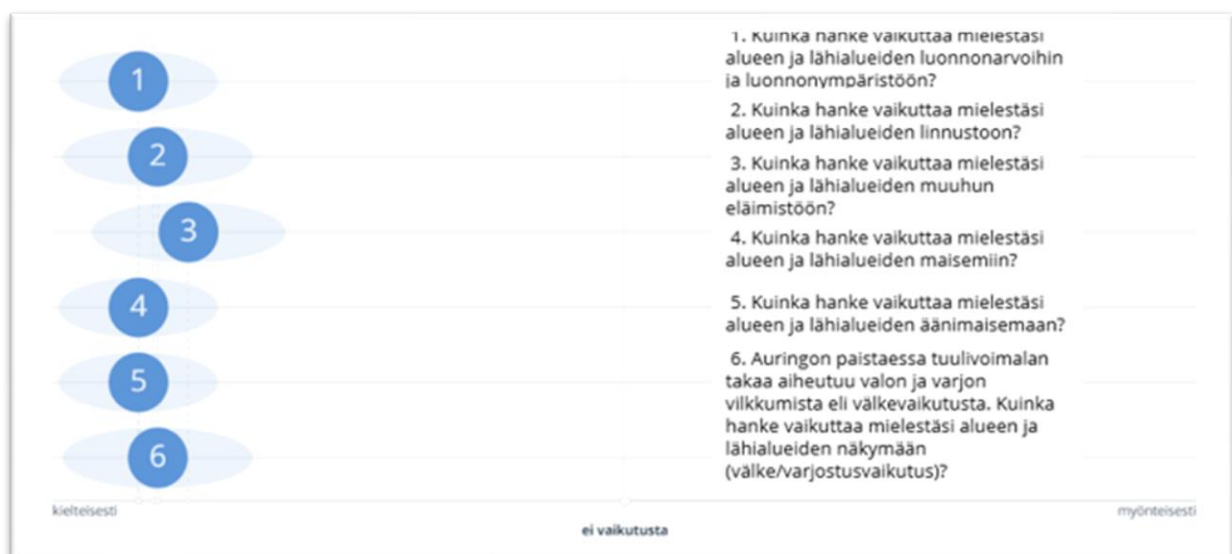 1. Kuinka hanke vaikuttaa mielestäsi
alueen ja lähialueiden luonnonarvoihin
ja luonnonympäristöön?
2. Kuinka hanke vaikuttaa mielestäsi
alueen ja lähialueiden linnustoon?
3. Kuinka hanke vaikuttaa mielestäsi
alueen ja lähialueiden muuhun
eläimistöön?
4. Kuinka hanke vaikuttaa mielestäsi
alueen ja lähialueiden maisemiin?
5. Kuinka hanke vaikuttaa mielestäsi
alueen ja lähialueiden äänimaisemaan?
6. Auringon paistaessa tuulivoimalan
takaa aiheutuu valon ja varjon
vilkkumista eli välkevaikutusta. Kuinka
hanke vaikuttaa mielestäsi alueen ja
lähialueiden näkymään
(välke/varjostusvaikutus)?
1
2
3
4
5
6
kielteisesti
ei vaikutusta
myönteisesti